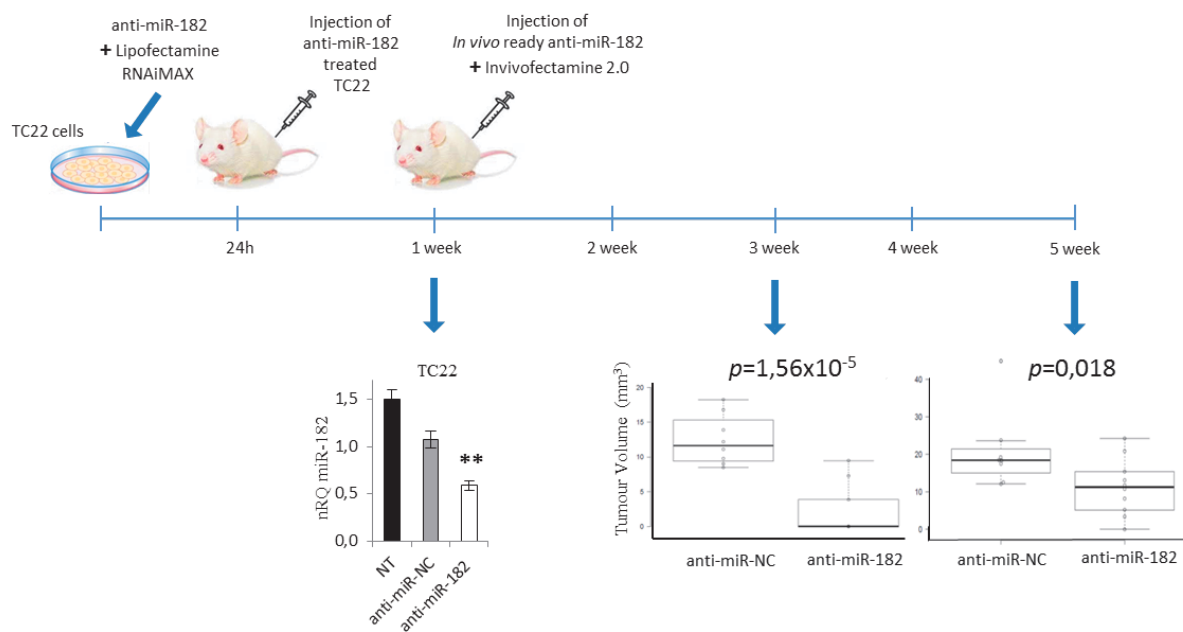 anti-miR-182
+ Lipofectamine
RNAiMAX
Injection of
anti-miR-182
treated
TC22
Injection of
In vivo ready anti-miR-182
+ Invivofectamine 2.0
TC22 cells
24h
1 week
2 week
3 week
4 week
5 week
TC22
nRQ miR-182
1,5
1,0
0,5
0,0
**
NT
anti-miR-NC
anti-miR-182
p=1,56x10-5
Tumour Volume (mm3)
20
15
10
5
0
anti-miR-NC
anti-miR-182
p=0,018
40
30
20
10
0
anti-miR-NC
anti-miR-182